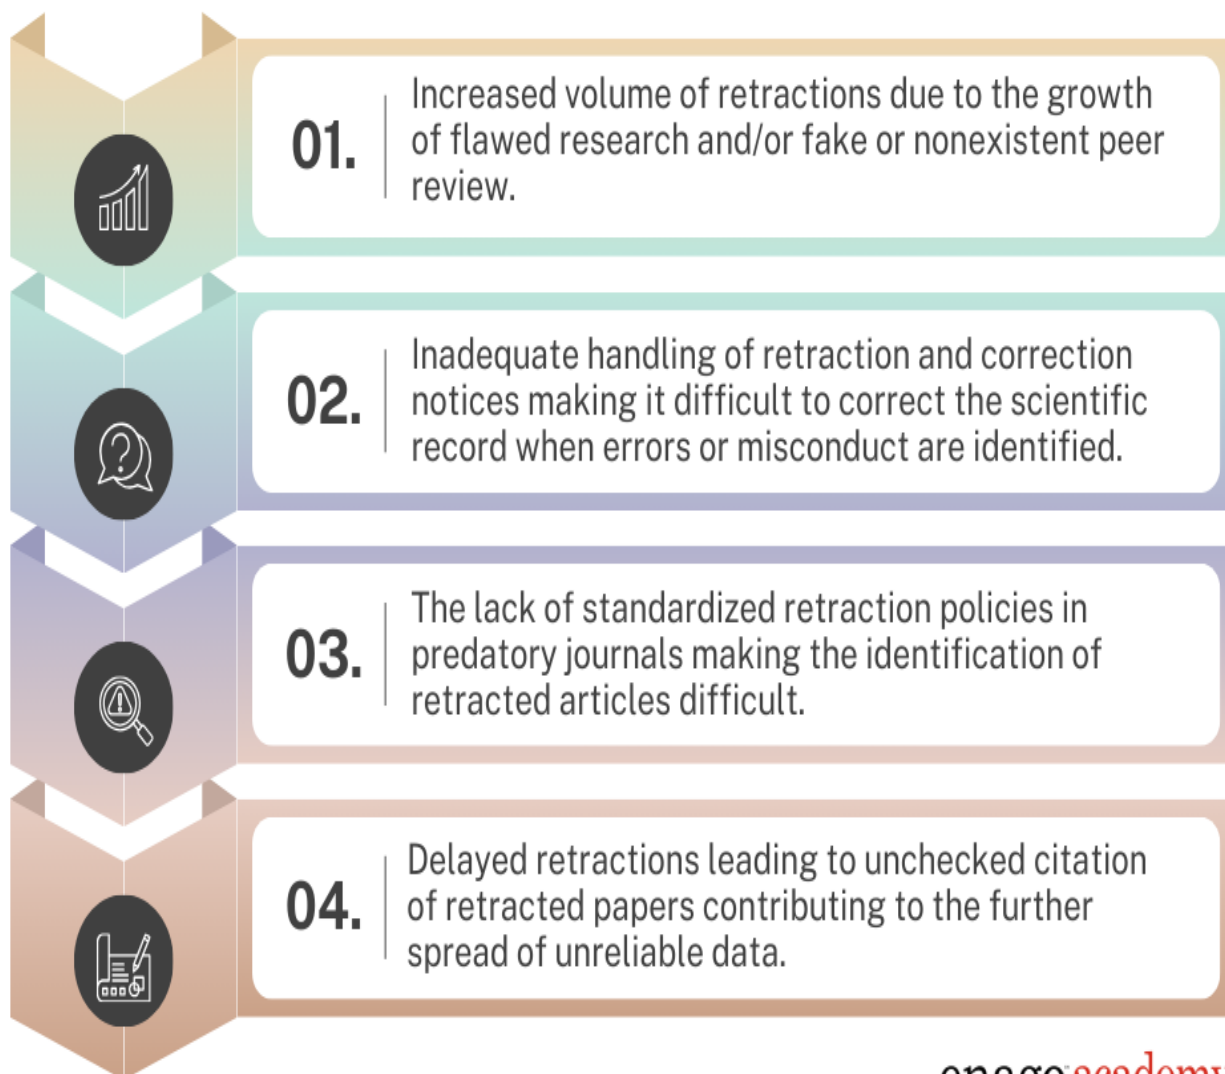 01.
Increased volume of retractions due to the growth
of flawed research and/or fake or nonexistent peer
review.
02.
Inadequate handling of retraction and correction
notices making it difficult to correct the scientific
record when errors or misconduct are identified.
03.
The lack of standardized retraction policies in
predatory journals making the identification of
retracted articles difficult.
04.
Delayed retractions leading to unchecked citation
of retracted papers contributing to the further
spread of unreliable data.
enago academy